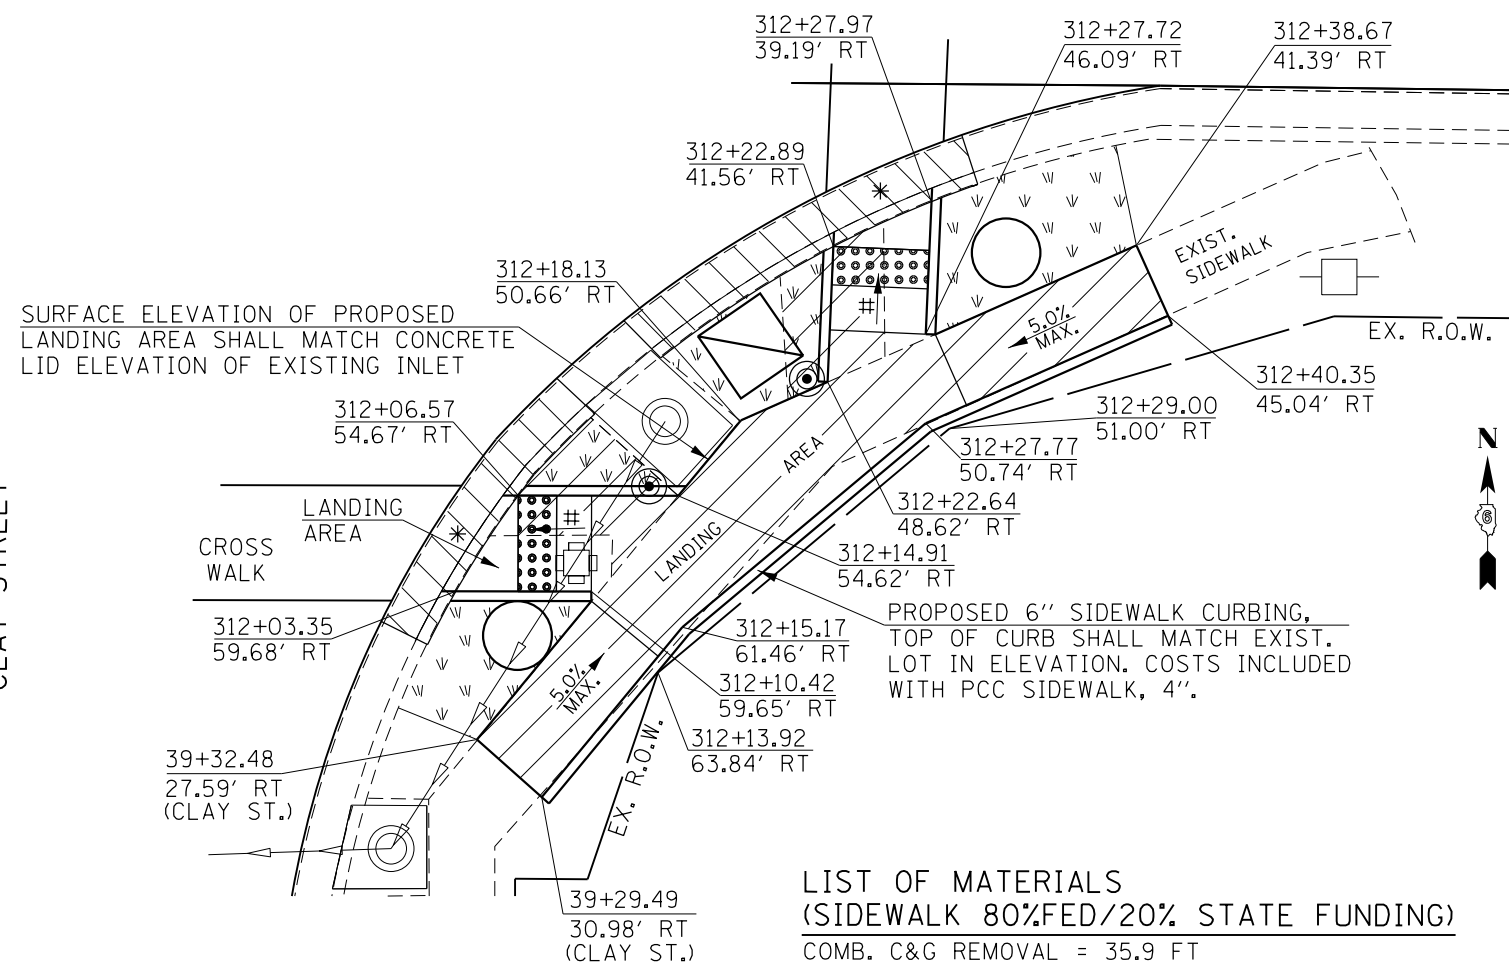 312+27.97
39.19′ RT
312+27.72
46.09′ RT
312+38.67
41.39′ RT
312+22.89
41.56′ RT
*
312+18.13
50.66′ RT
EXIST.
SIDEWALK
SURFACE ELEVATION OF PROPOSED
LANDING AREA SHALL MATCH CONCRETE
LID ELEVATION OF EXISTING INLET
#
5.0%
MAX.
EX. R.O.W.
312+40.35
45.04′ RT
312+06.57
54.67′ RT
312+29.00
51.00′ RT
312+27.77
50.74′ RT
N
6
LANDING AREA
312+22.64
48.62′ RT
LANDING
AREA
#
*
CROSS
WALK
312+14.91
54.62′ RT
CLAY STREET
312+03.35
59.68′ RT
312+15.17
61.46′ RT
PROPOSED 6″ SIDEWALK CURBING,
TOP OF CURB SHALL MATCH EXIST.
LOT IN ELEVATION. COSTS INCLUDED
WITH PCC SIDEWALK, 4″.
5.0%
MAX.
312+10.42
59.65′ RT
312+13.92
63.84′ RT
39+32.48
27.59′ RT
(CLAY ST.)
EX. R.O.W.
39+29.49
30.98′ RT
(CLAY ST.)
LIST OF MATERIALS
(SIDEWALK 80%FED/20% STATE FUNDING)
COMB. C&G REMOVAL = 35.9 FT